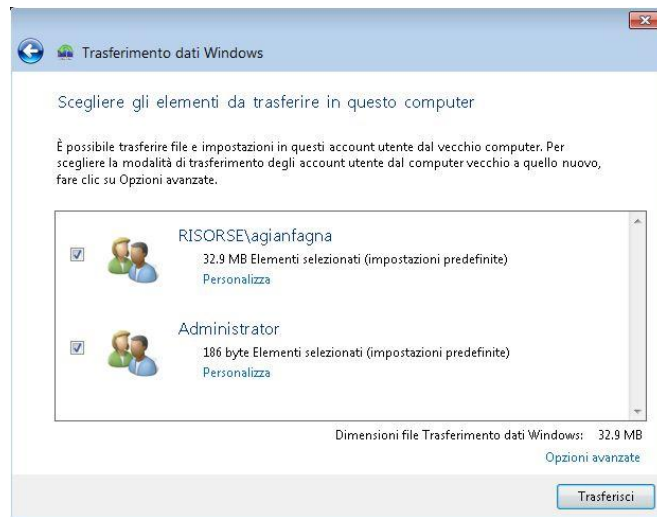 Trasferimento dati Windows
Scegliere gli elementi da trasferire in questo computer
È possibile trasferire file e impostazioni in questi account utente dal vecchio computer. Per
scegliere la modalità di trasferimento degli account utente dal computer vecchio a quello nuovo,
fare clic su Opzioni avanzate.
RISORSE\agianfagna
32.9 MB Elementi selezionati (impostazioni predefinite)
Personalizza
Administrator
186 byte Elementi selezionati (impostazioni predefinite)
Personalizza
Dimensioni file Trasferimento dati Windows: 32.9 MB
Opzioni avanzate
Trasferisci